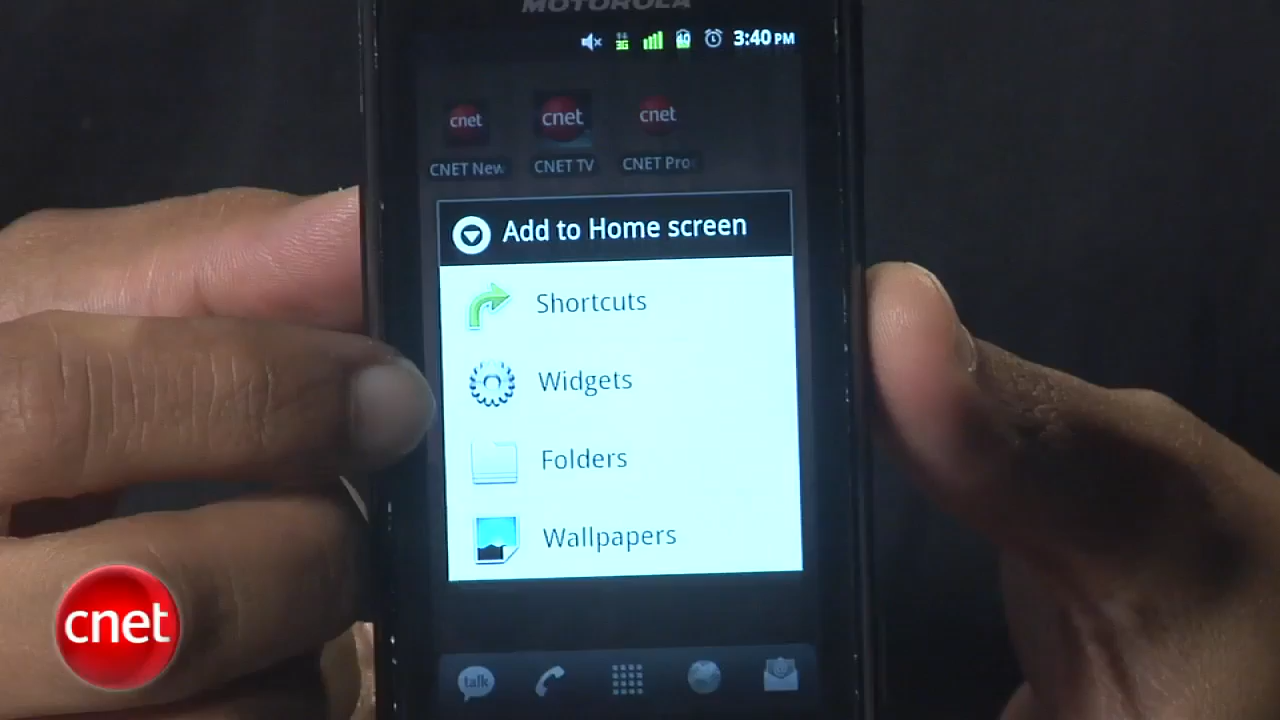 MOTOROLA
3G
3:40 PM
cnet
cnet
cnet
CNET New
CNET TV
CNET Pro
Add to Home screen
Shortcuts
Widgets
Folders
Wallpapers
cnet
talk